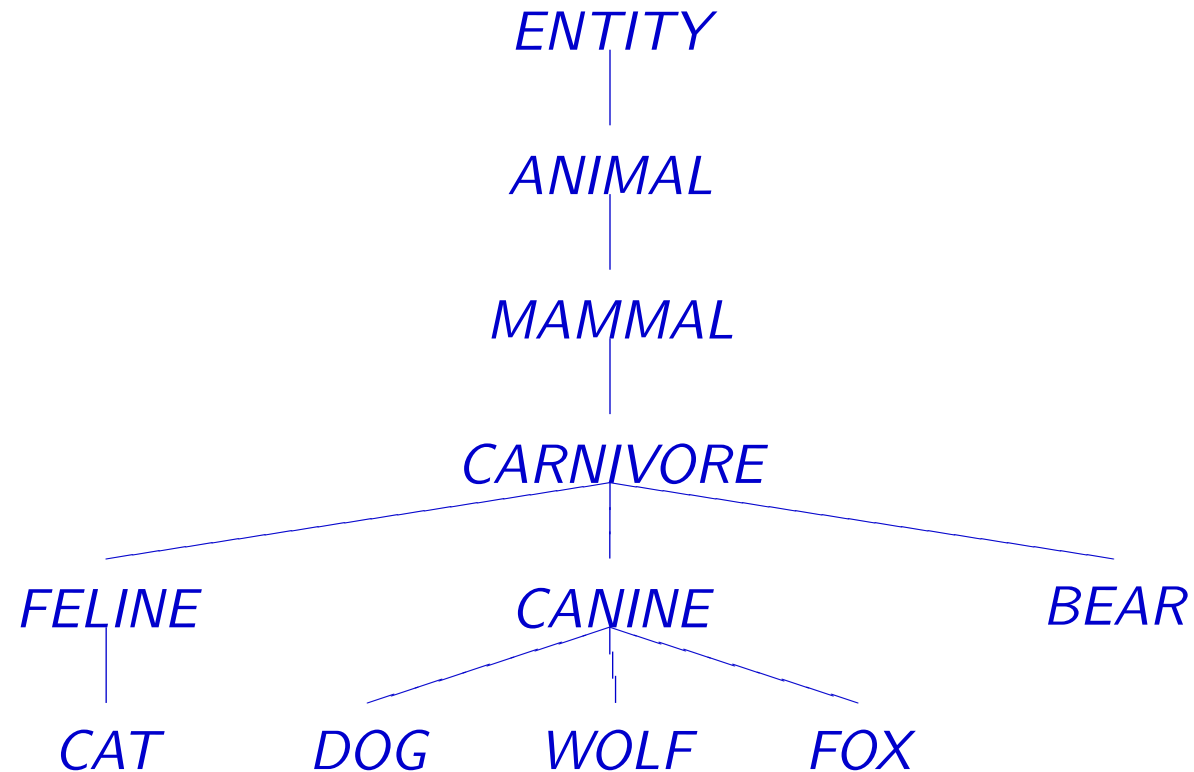 ENTITY
ANIMAL
MAMMAL
CARNIVORE
FELINE CANINE BEAR
CAT DOG WOLF FOX